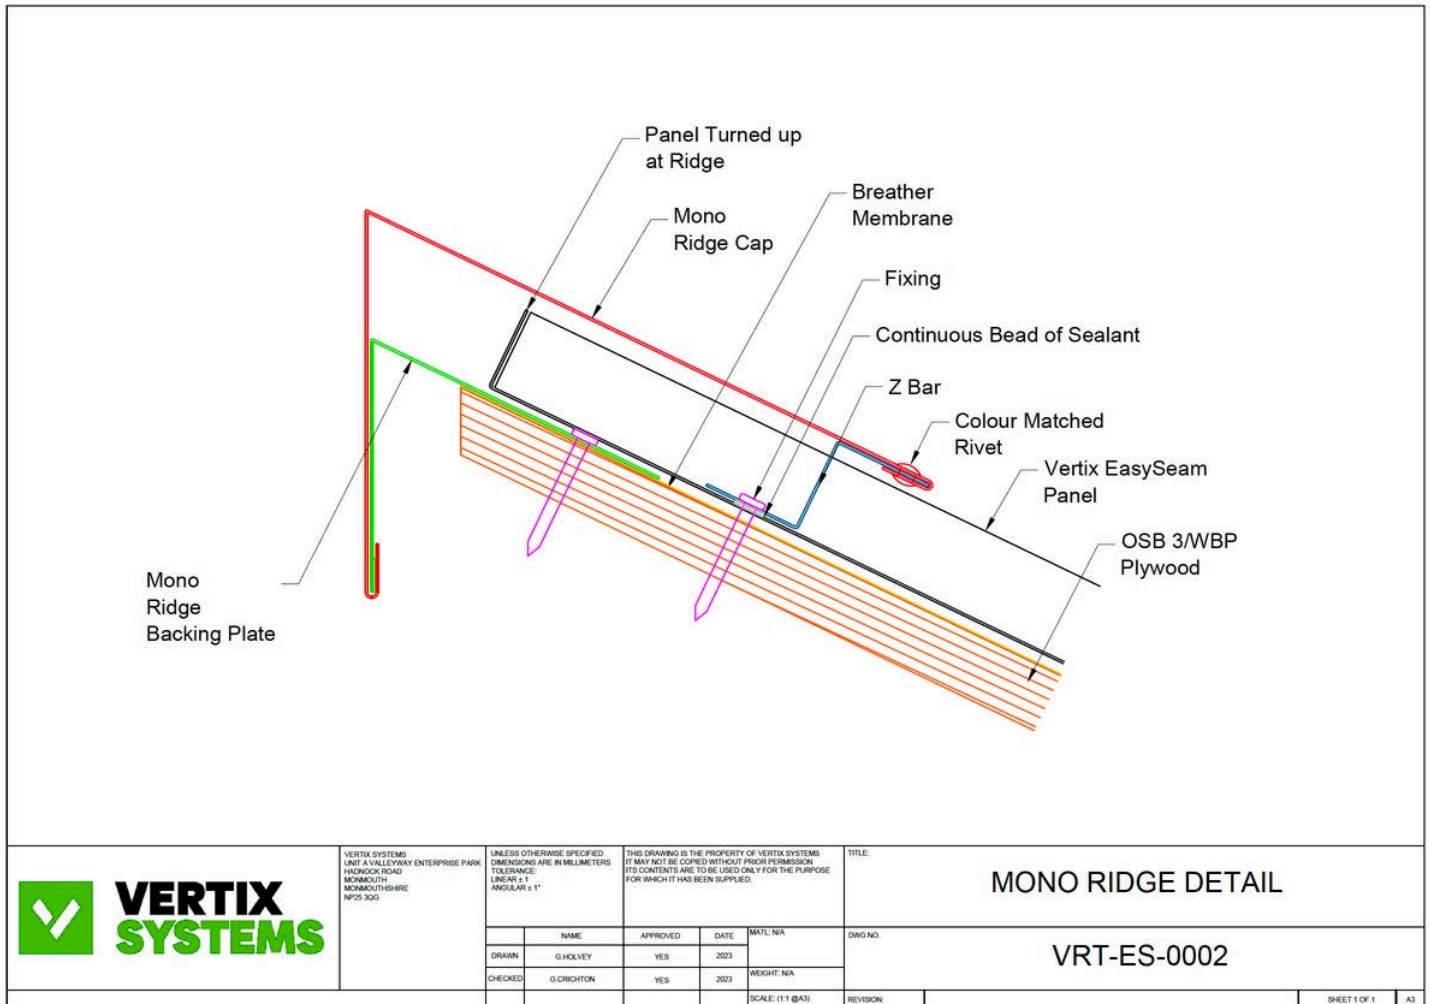 Panel Turned up
at Ridge
Mono
Ridge Cap
Breather
Membrane
Fixing
Continuous Bead of Sealant
Z Bar
Colour Matched
Rivet
Vertix EasySeam
Panel
OSB 3/WBP
Plywood
Mono
Ridge
Backing Plate
VERTIX
SYSTEMS
VERTIX SYSTEMS
UNIT A VALLEYWAY ENTERPRISE PARK
HADNOCK ROAD
MONMOUTH
MONMOUTHSHIRE
NP25 3QG
UNLESS OTHERWISE SPECIFIED
DIMENSIONS ARE IN MILLIMETERS
TOLERANCE:
LINEAR ± 1
ANGULAR ± 1°
THIS DRAWING IS THE PROPERTY OF VERTIX SYSTEMS
IT MAY NOT BE COPIED WITHOUT PRIOR PERMISSION
ITS CONTENTS ARE TO BE USED ONLY FOR THE PURPOSE
FOR WHICH IT HAS BEEN SUPPLIED.
TITLE:
MONO RIDGE DETAIL
NAME APPROVED DATE
DRAWN G.HOLVEY YES 2023
CHECKED G.CRICHTON YES 2023
MATL: N/A
WEIGHT: N/A
SCALE: (1:1 @A3)
DWG NO.
VRT-ES-0002
REVISION:
SHEET 1 OF 1
A3